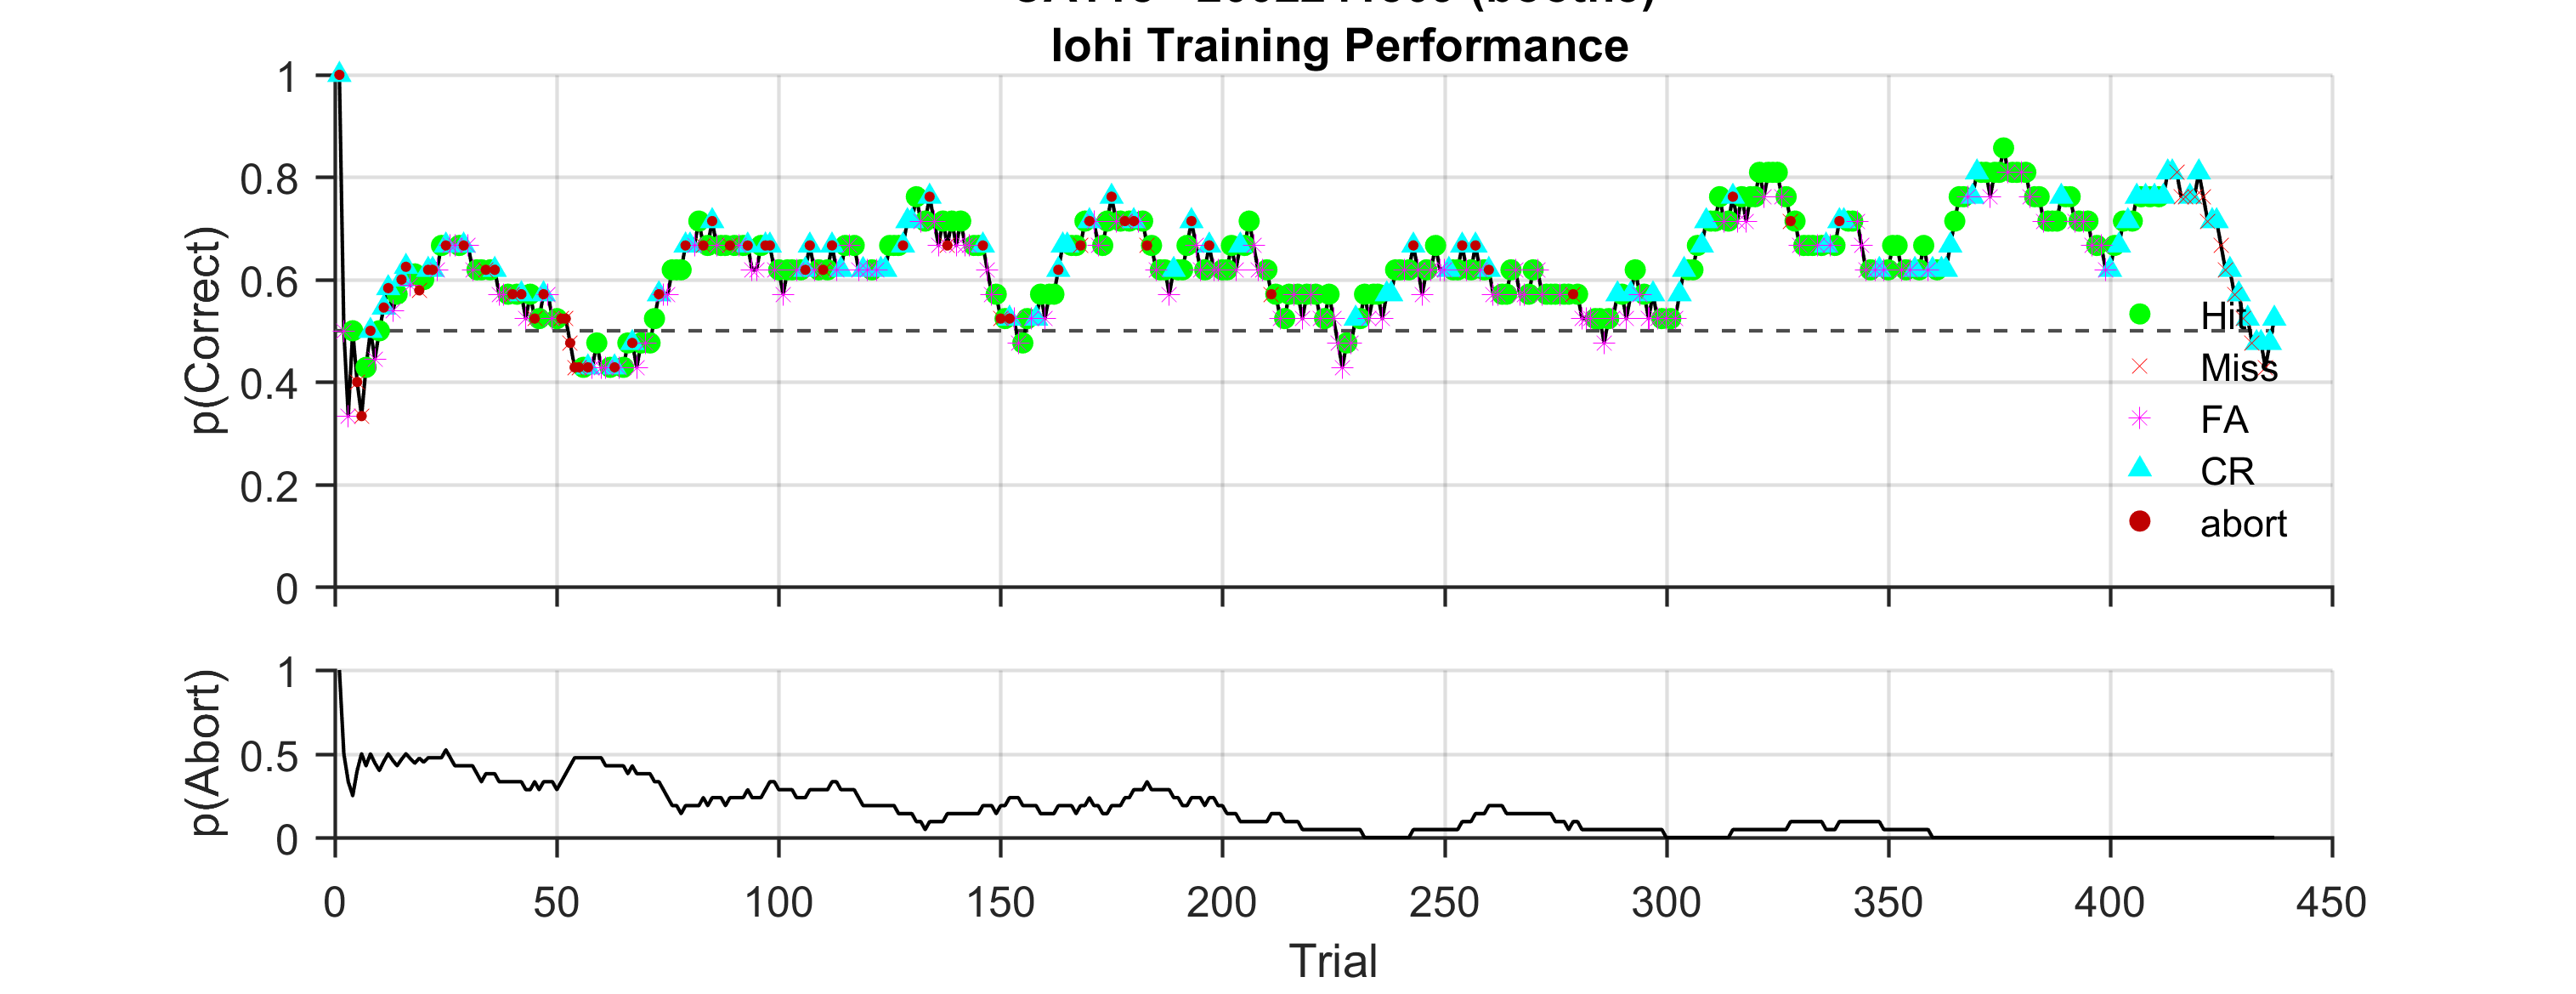 lohi Training Performance
1
0.8
0.6
0.4
0.2
0
p(Correct)
Hit
Miss
FA
CR
abort
1
0.5
0
p(Abort)
0 50 100 150 200 250 300 350 400 450
Trial